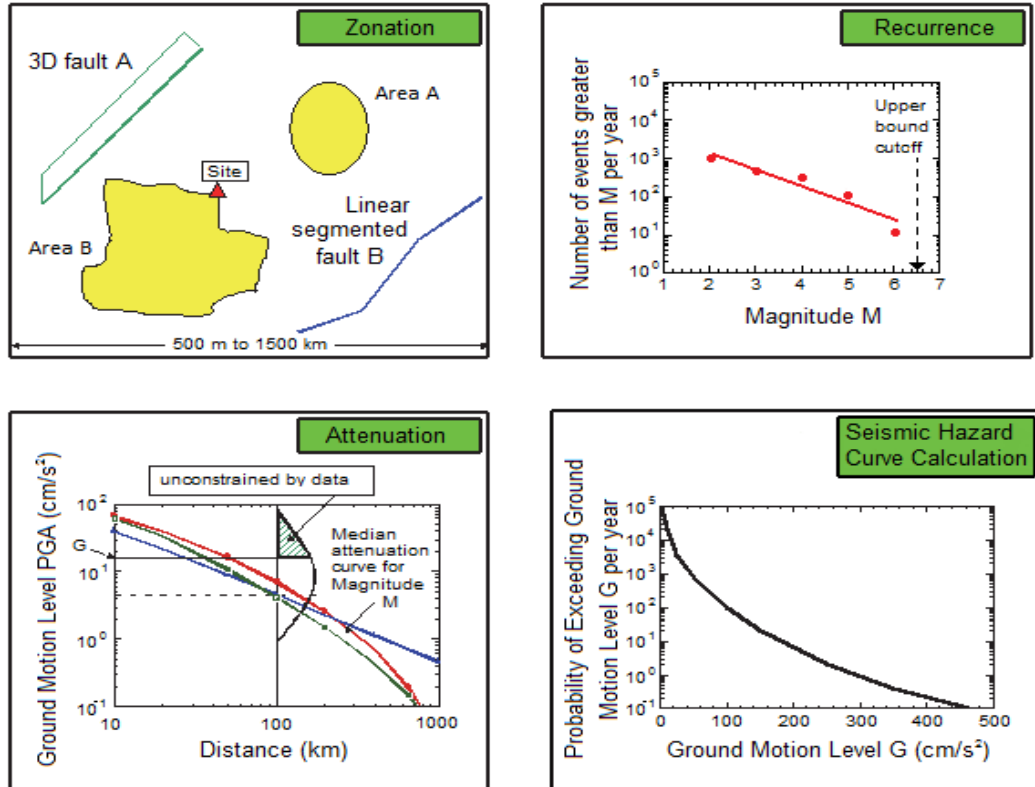 Zonation
3D fault A
Area A
Site
Linear
segmented
fault B
Area B
500 m to 1500 km
Recurrence
Number of events greater
than M per year
10⁵
10⁴
10³
10²
10¹
10⁰
Upper
bound
cutoff
1 2 3 4 5 6 7
Magnitude M
Attenuation
unconstrained by data
Ground Motion Level PGA (cm/s²)
10²
G
10¹
10⁰
10⁻¹
Median
attenuation
curve for
Magnitude
M
10 100 1000
Distance (km)
Seismic Hazard
Curve Calculation
Probability of Exceeding Ground
Motion Level G per year
10⁵
10⁴
10³
10²
10¹
10⁰
10⁻¹
0 100 200 300 400 500
Ground Motion Level G (cm/s²)